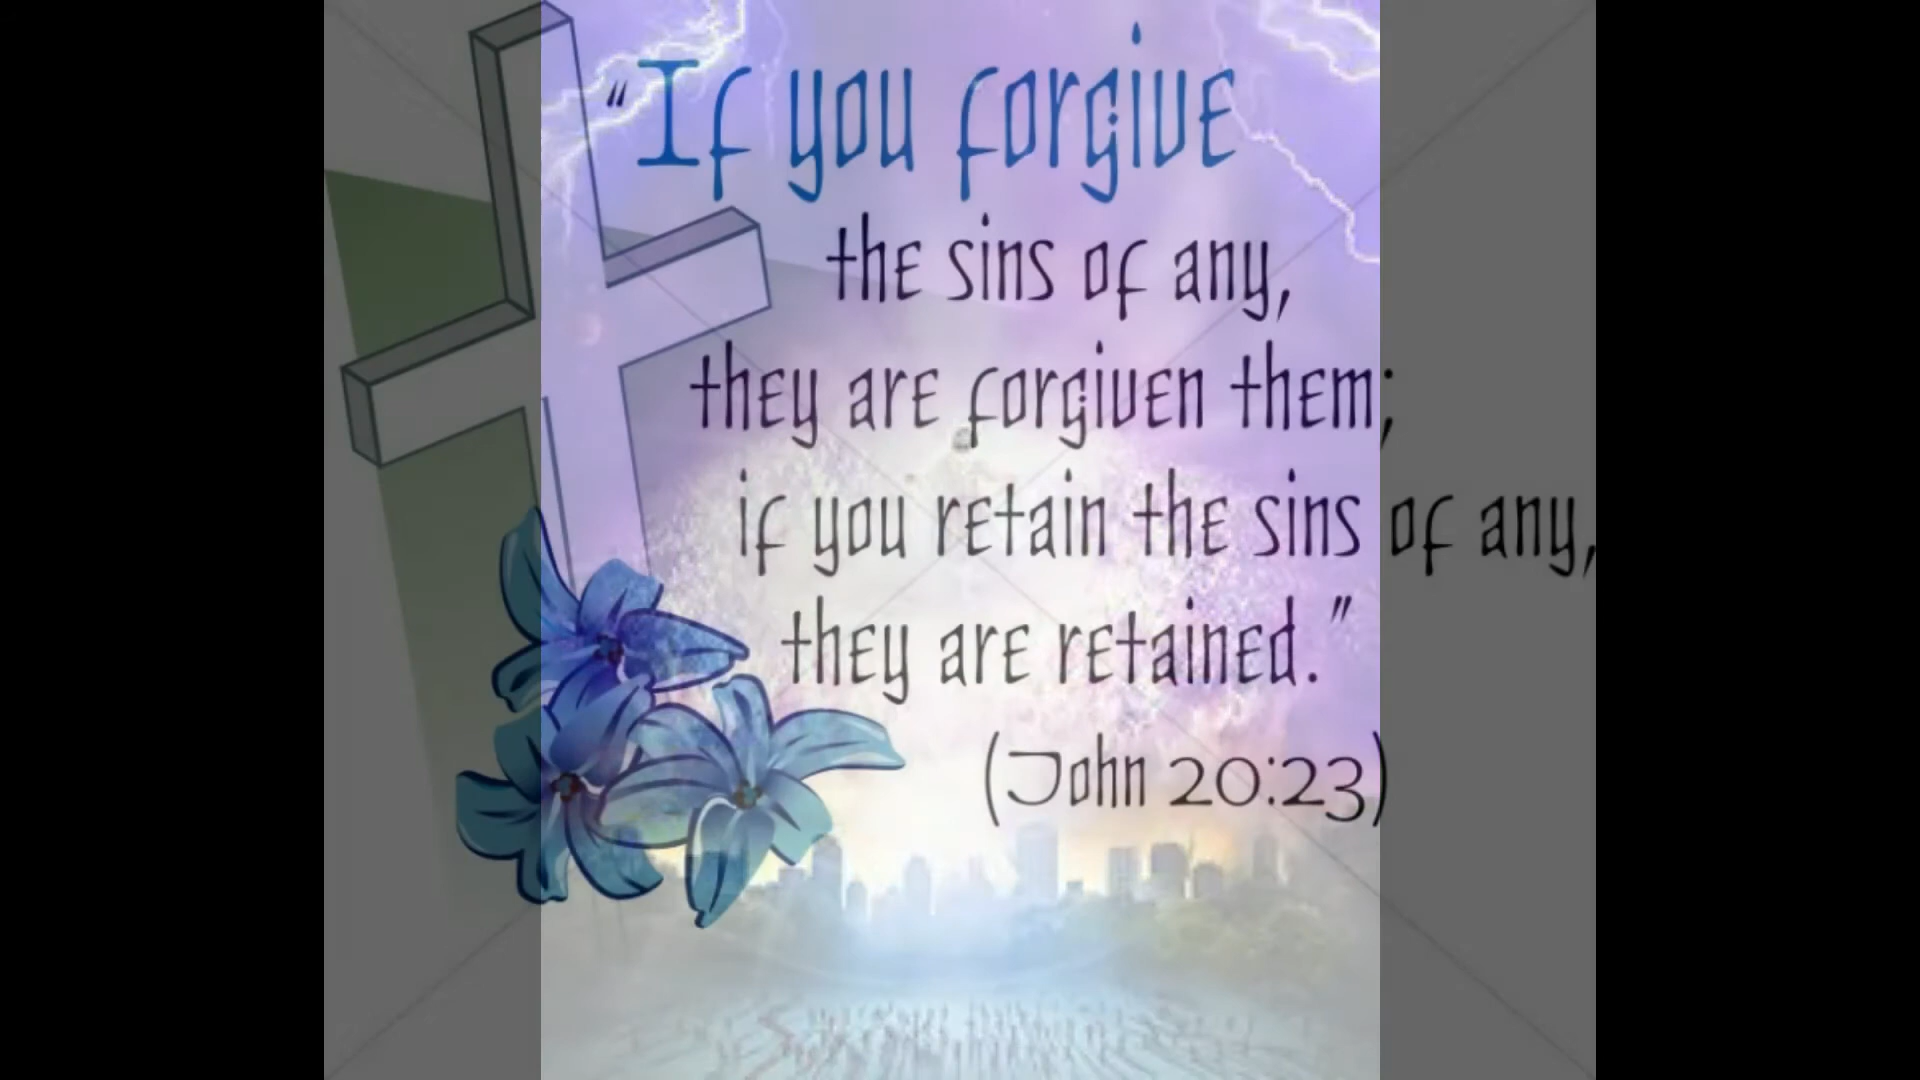 "If you forgive
the sins of any,
they are forgiven them;
if you retain the sins of any,
they are retained."
(John 20:23)